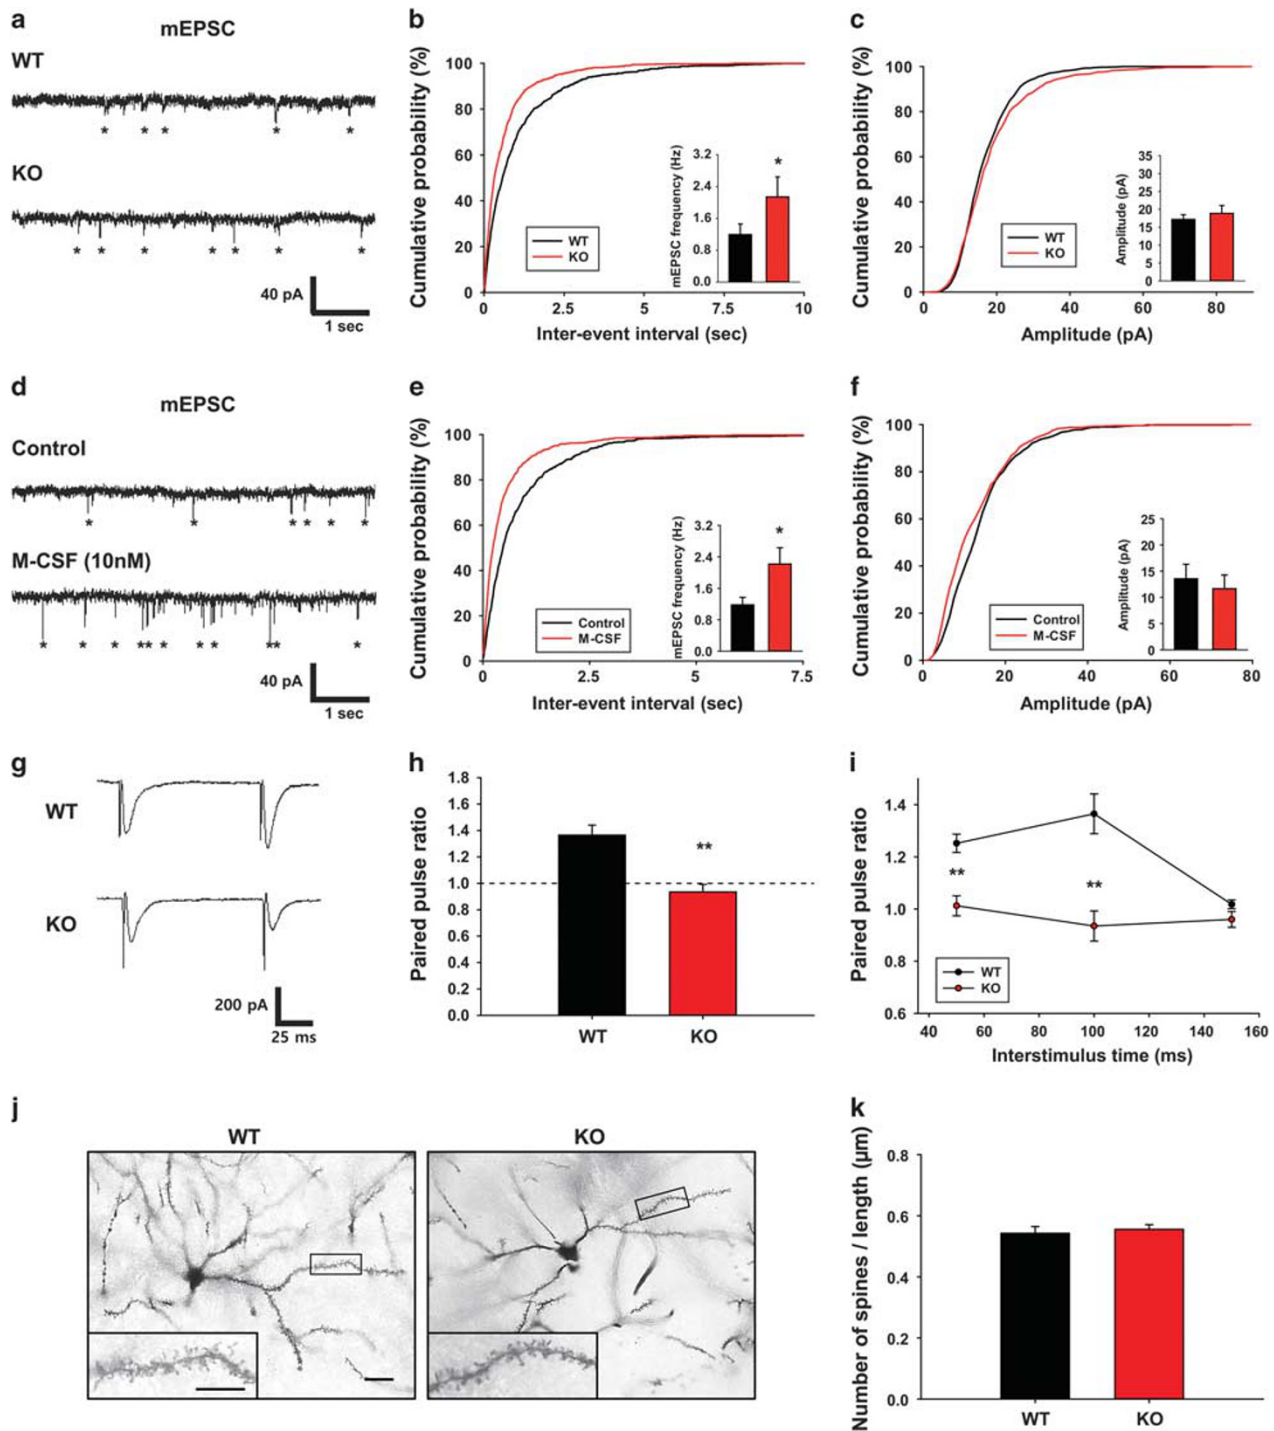 a
mEPSC
WT
* * * * *
KO
* * * * * * *
40 pA
1 sec
b
Cumulative probability (%)
100
80
60
40
20
0
0 2.5 5 7.5 10
Inter-event interval (sec)
WT
KO
mEPSC frequency (Hz)
3.2
2.4
1.6
0.8
0.0
*
c
Cumulative probability (%)
100
80
60
40
20
0
0 20 40 60 80
Amplitude (pA)
WT
KO
Amplitude (pA)
35
30
25
20
15
10
5
0
d
mEPSC
Control
* * * * * *
M-CSF (10nM)
* * * ** * * * ** *
40 pA
1 sec
e
Cumulative probability (%)
100
80
60
40
20
0
0 2.5 5 7.5
Inter-event interval (sec)
Control
M-CSF
mEPSC frequency (Hz)
3.2
2.4
1.6
0.8
0.0
*
f
Cumulative probability (%)
100
80
60
40
20
0
0 20 40 60 80
Amplitude (pA)
Control
M-CSF
Amplitude (pA)
25
20
15
10
5
0
g
WT
KO
200 pA
25 ms
h
Paired pulse ratio
1.8
1.6
1.4
1.2
1.0
0.8
0.6
0.4
0.2
0.0
**
WT KO
i
Paired pulse ratio
1.4
1.2
1.0
0.8
0.6
** **
WT
KO
40 60 80 100 120 140 160
Interstimulus time (ms)
j
WT KO
k
Number of spines / length (μm)
0.8
0.6
0.4
0.2
0.0
WT KO